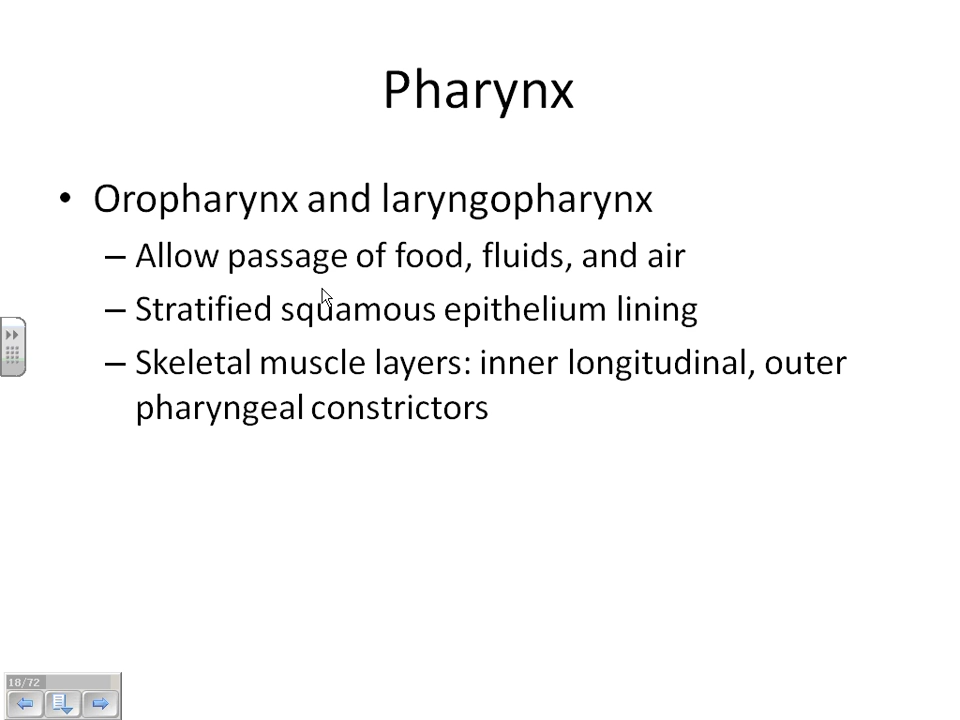 Pharynx
• Oropharynx and laryngopharynx
– Allow passage of food, fluids, and air
– Stratified squamous epithelium lining
– Skeletal muscle layers: inner longitudinal, outer
pharyngeal constrictors
18/72